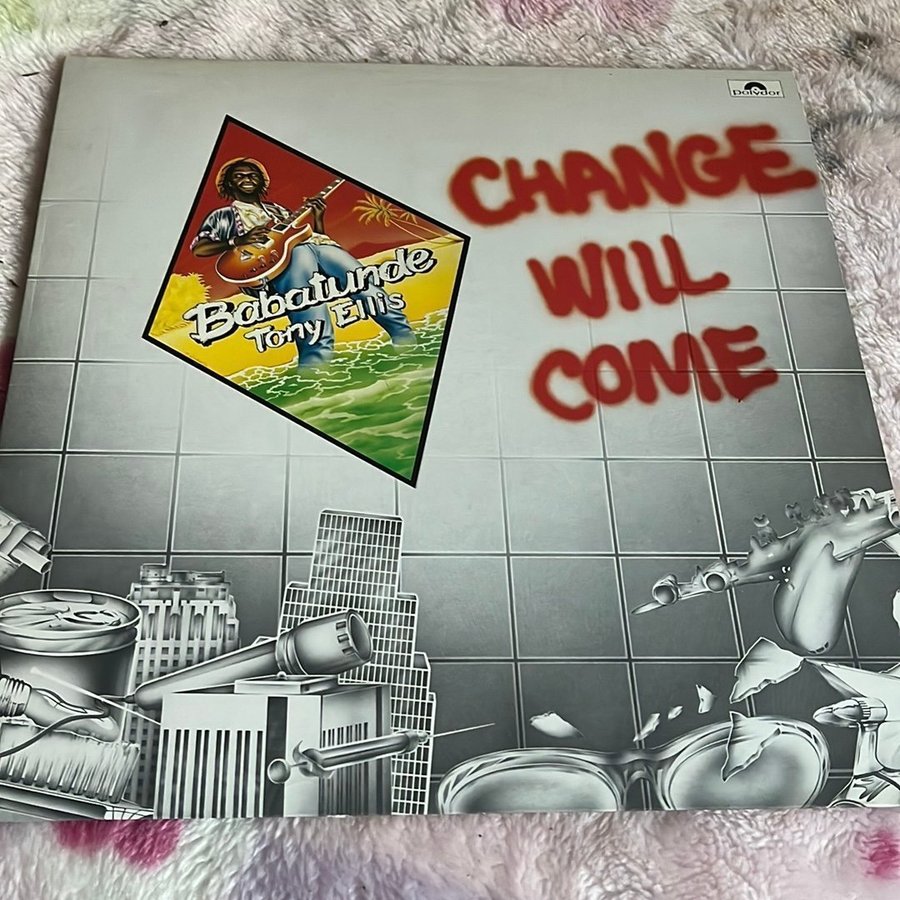 polydor
CHANGE
WILL
COME
Babatunde
Tony Ellis